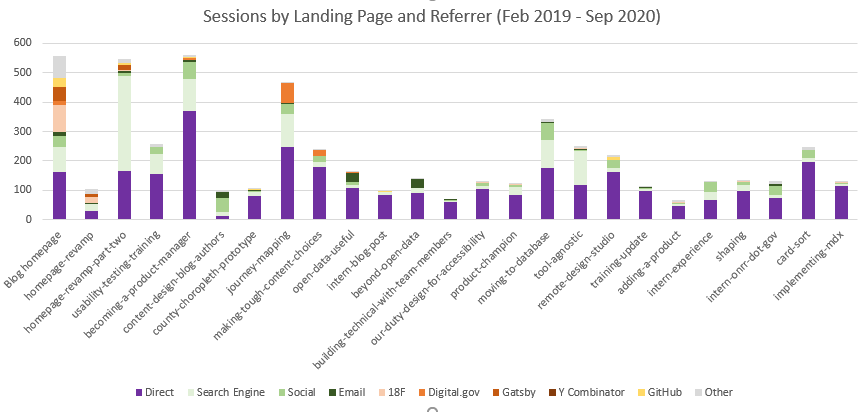 Sessions by Landing Page and Referrer (Feb 2019 - Sep 2020)
600
500
400
300
200
100
0
Blog homepage
homepage-revamp
homepage-revamp-part-two
usability-testing-training
becoming-a-product-manager
content-design-blog-authors
county-choropleth-prototype
journey-mapping
making-tough-content-choices
open-data-useful
intern-blog-post
beyond-open-data
building-technical-with-team-members
our-duty-design-for-accessibility
product-champion
moving-to-database
tool-agnostic
remote-design-studio
training-update
adding-a-product
intern-experience
shaping
intern-onrr-dot-gov
card-sort
implementing-mdx
Direct Search Engine Social Email 18F Digital.gov Gatsby Y Combinator GitHub Other